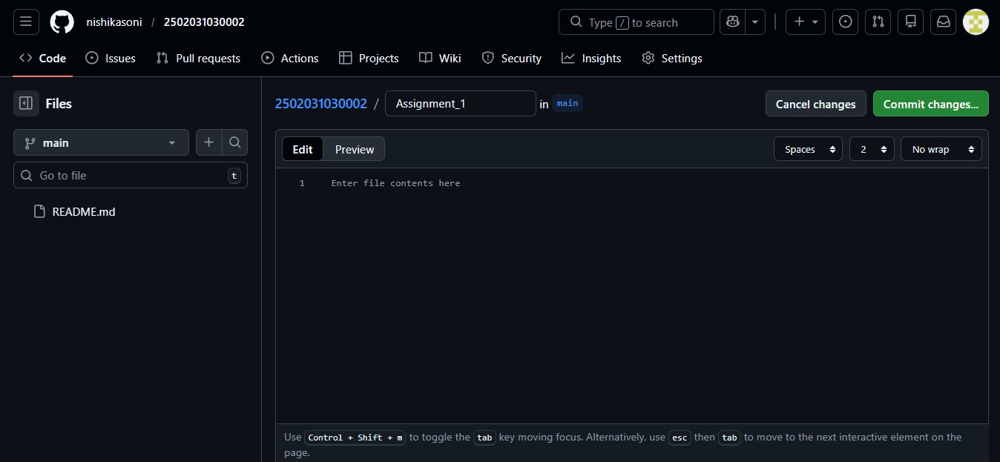 nishikasoni / 2502031030002
Type / to search
Code Issues Pull requests Actions Projects Wiki Security Insights Settings
Files
2502031030002 / Assignment_1 in main
Cancel changes Commit changes...
main
Go to file t
README.md
Edit Preview
Spaces 2 No wrap
1 Enter file contents here
Use Control + Shift + m to toggle the tab key moving focus. Alternatively, use esc then tab to move to the next interactive element on the
page.